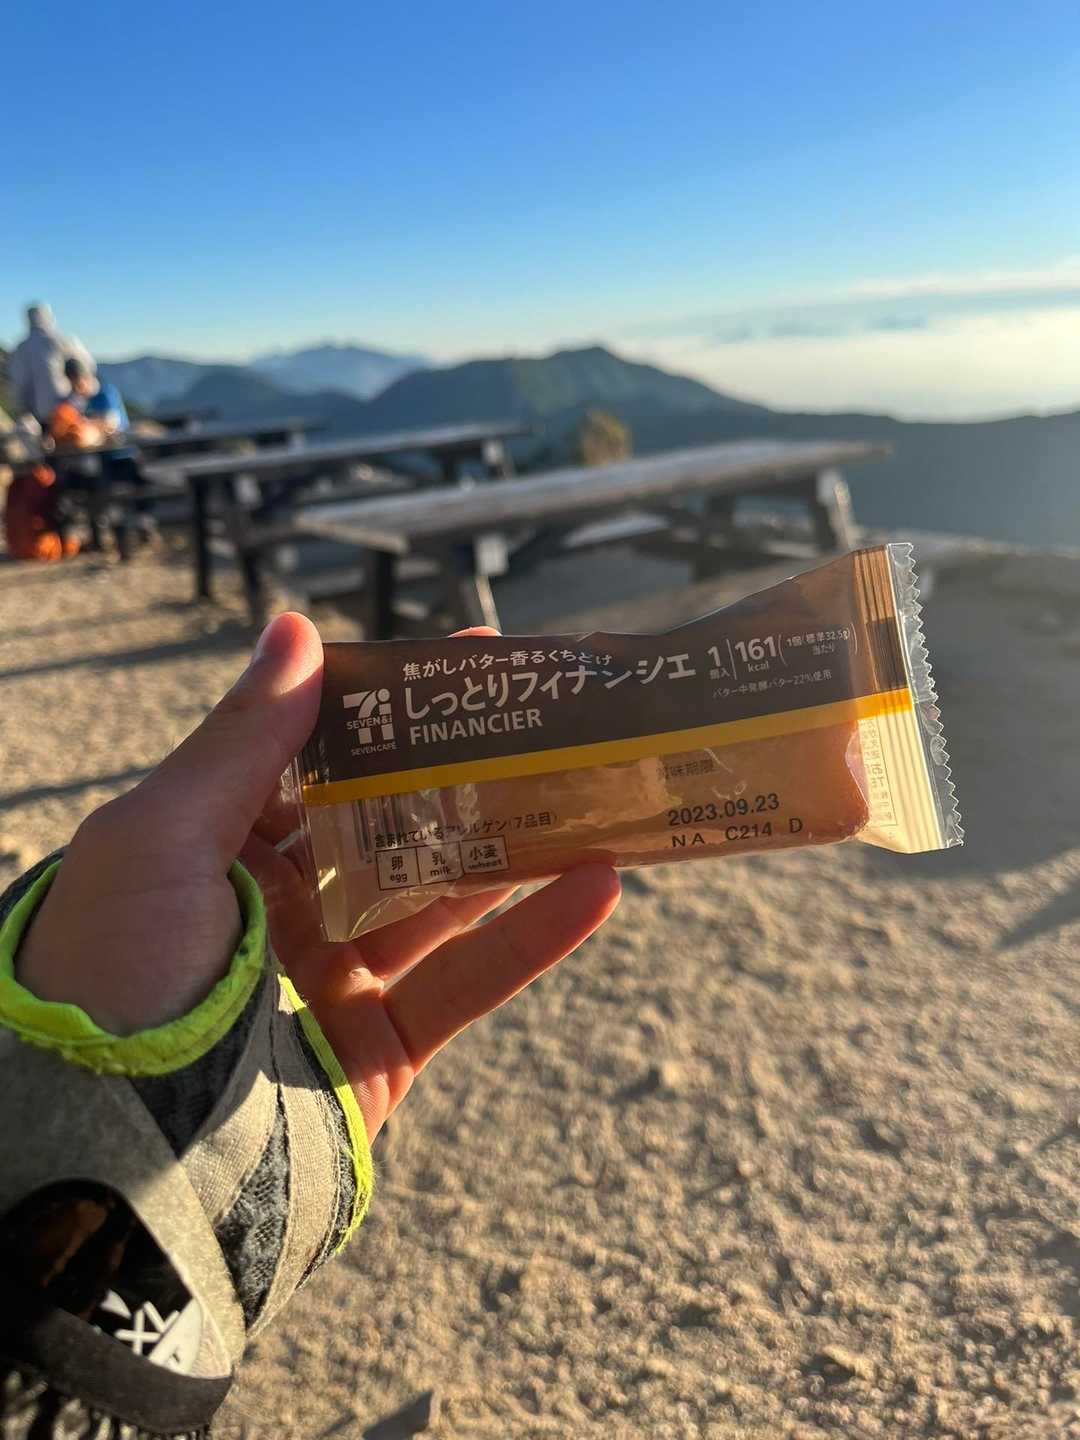 焦がしバター香るくちどけ
しっとりフィナンシェ
FINANCIER
SEVEN&i
SEVEN CAFÉ
1個入
161kcal
(1個(標準32.5g)当たり)
バター中発酵バター22%使用
賞味期限
2023.09.23
NA C214 D
含まれているアレルゲン(7品目)
卵 乳 小麦
egg milk wheat